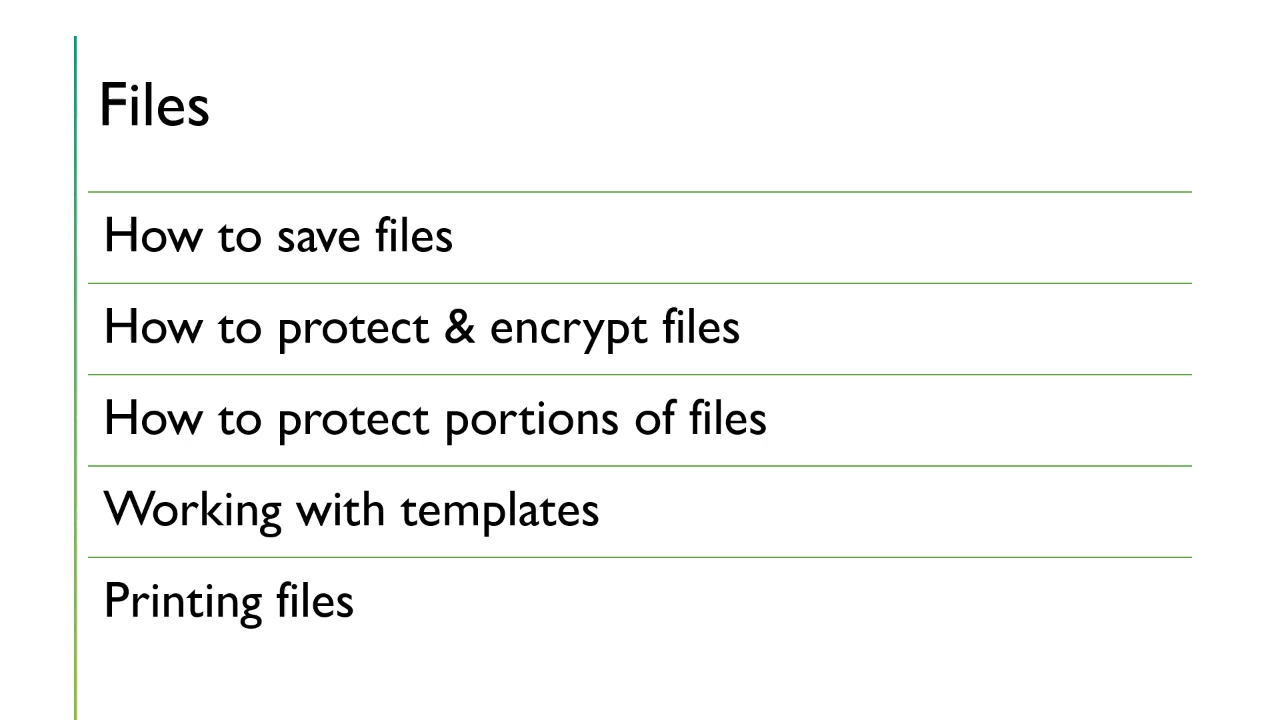 Files
How to save files
How to protect & encrypt files
How to protect portions of files
Working with templates
Printing files